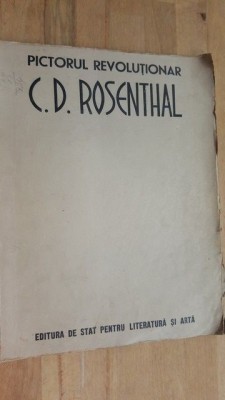 PICTORUL REVOLUȚIONAR
C.D. ROSENTHAL
EDITURA DE STAT PENTRU LITERATURĂ ȘI ARTĂ